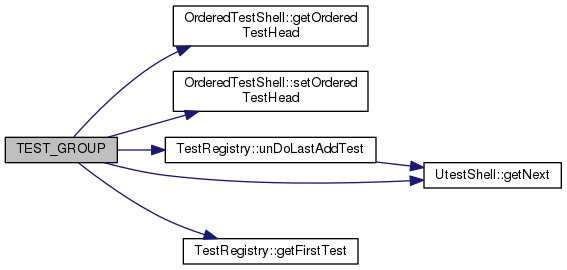 OrderedTestShell::getOrdered
TestHead
OrderedTestShell::setOrdered
TestHead
TEST_GROUP
TestRegistry::unDoLastAddTest
UtestShell::getNext
TestRegistry::getFirstTest